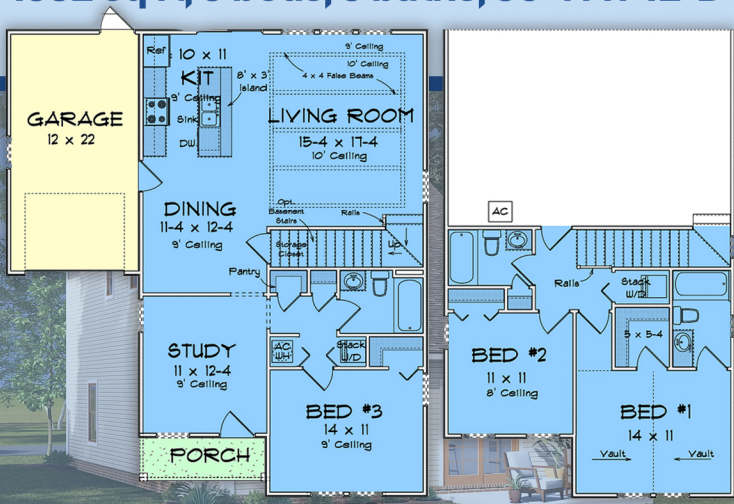 GARAGE
12 x 22
Ref
10 x 11
KIT
9' Ceiling
Sink
DW
8' x 3'
island
9' Ceiling
10' Ceiling
4 x 4 False Beams
LIVING ROOM
15-4 x 17-4
10' Ceiling
DINING
11-4 x 12-4
9' Ceiling
Opt.
Basement
Stairs
Rails
Storage
Closet
Up
Pantry
STUDY
11 x 12-4
9' Ceiling
AC
WH
Stack
W/D
BED #3
14 x 11
9' Ceiling
PORCH
AC
Rails
Stack
W/D
5 x 5-4
BED #2
11 x 11
8' Ceiling
BED #1
14 x 11
Vault
Vault